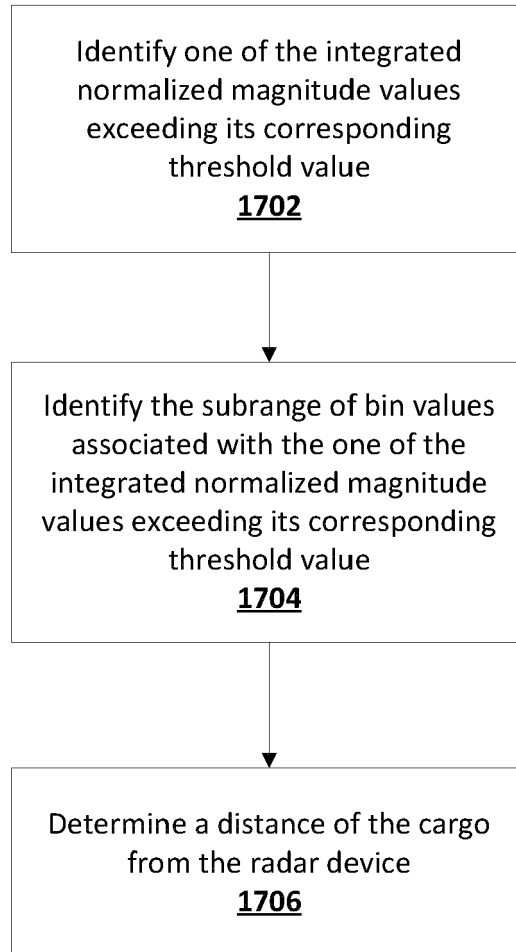 Identify one of the integrated
normalized magnitude values
exceeding its corresponding
threshold value
1702
Identify the subrange of bin values
associated with the one of the
integrated normalized magnitude
values exceeding its corresponding
threshold value
1704
Determine a distance of the cargo
from the radar device
1706